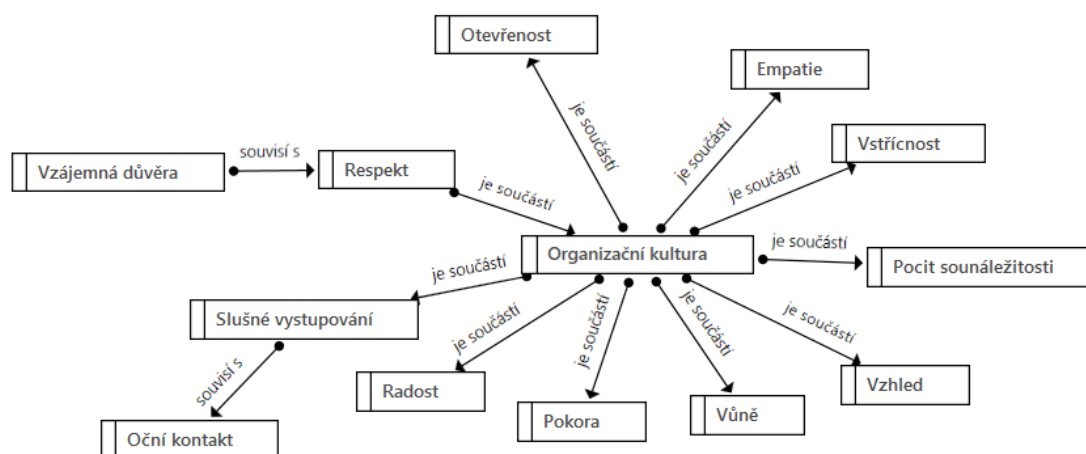 Otevřenost
Empatie
je součástí
je součástí
Vstřícnost
souvisí s
Vzájemná důvěra
Respekt
je součástí
je součástí
Organizační kultura
je součástí
Pocit sounáležitosti
je součástí
Slušné vystupování
je součástí
je součástí
je součástí
je součástí
souvisí s
Radost
Vzhled
Pokora
Vůně
Oční kontakt